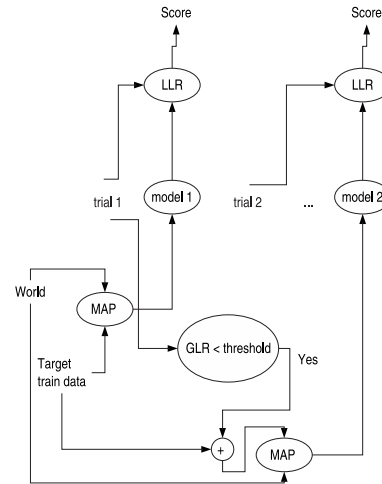 Score
Score
LLR
LLR
trial 1
model 1
trial 2
...
model 2
World
MAP
GLR < threshold
Target
train data
Yes
+
MAP